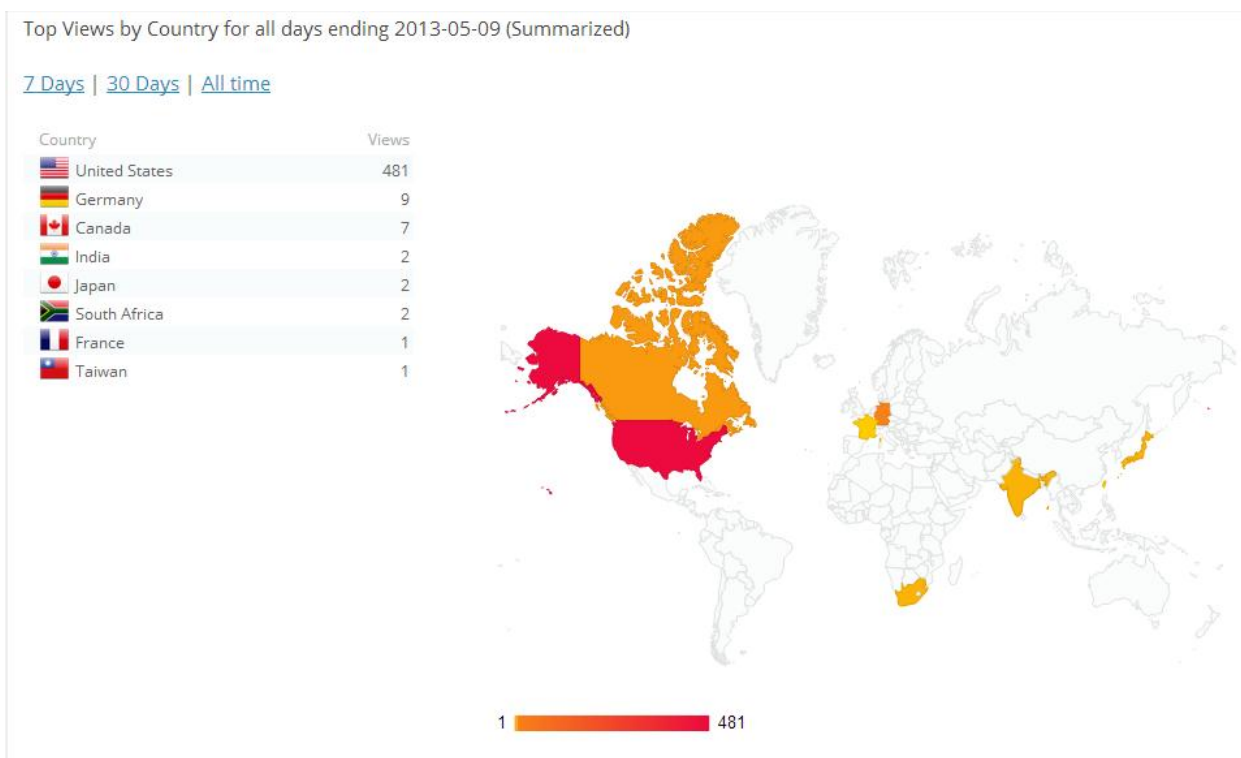 Top Views by Country for all days ending 2013-05-09 (Summarized)
7 Days | 30 Days | All time
Country Views
United States 481
Germany 9
Canada 7
India 2
Japan 2
South Africa 2
France 1
Taiwan 1
1 481